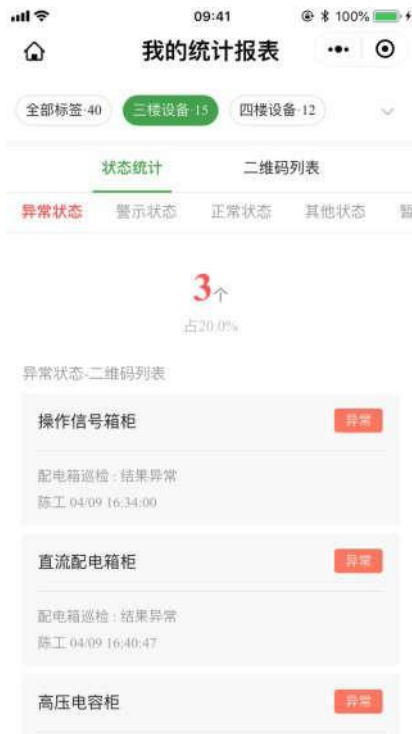 09:41
100%
我的统计报表
全部标签·40 三楼设备·15 四楼设备·12
状态统计 二维码列表
异常状态 警示状态 正常状态 其他状态
3个
占20.0%
异常状态-二维码列表
操作信号箱柜 异常
配电箱巡检 : 结果异常
陈工 04/09 16:34:00
直流配电箱柜 异常
配电箱巡检 : 结果异常
陈工 04/09 16:40:47
高压电容柜 异常